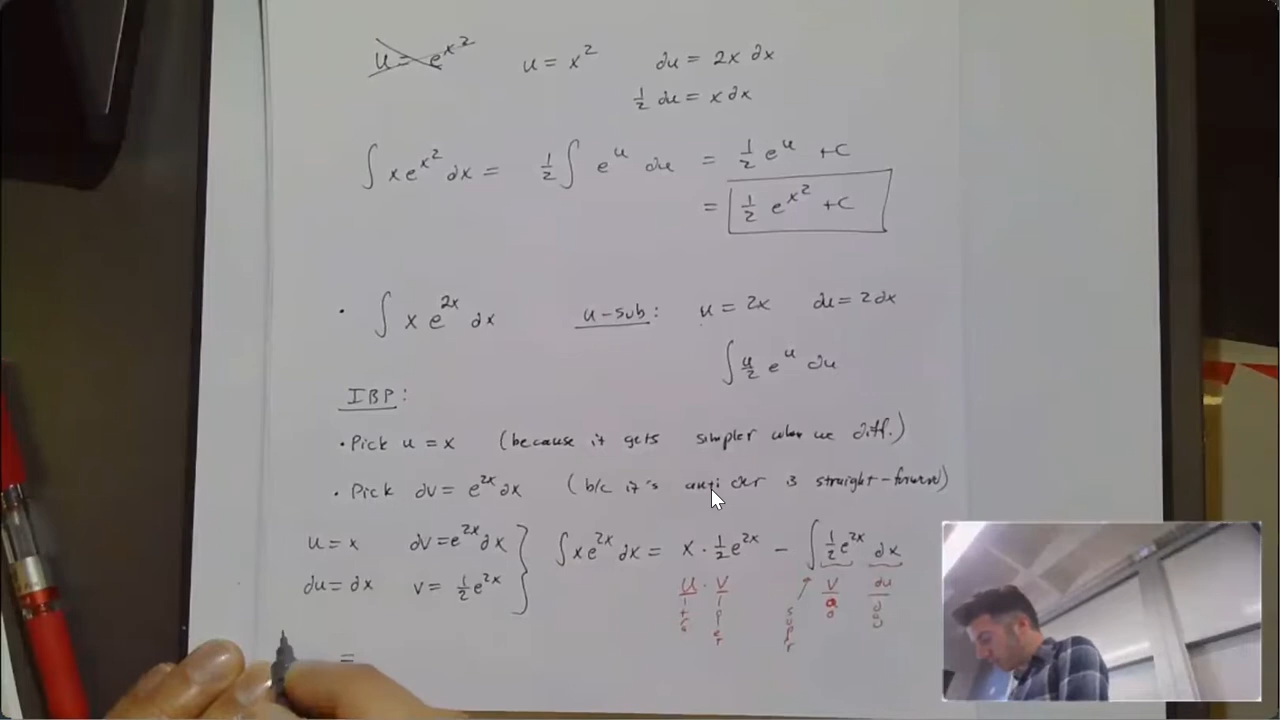 u = e^{x^2} u = x^2 du = 2x dx
1/2 du = x dx
∫ x e^{x^2} dx = 1/2 ∫ e^u du = 1/2 e^u + C
= 1/2 e^{x^2} + C
• ∫ x e^{2x} dx u-sub: u = 2x du = 2dx
∫ u/2 e^u du
IBP:
• Pick u = x (because it gets simpler when we diff.)
• Pick dv = e^{2x} dx (b/c it's anti der is straight-forward)
u = x dv = e^{2x} dx } ∫ x e^{2x} dx = x · 1/2 e^{2x} - ∫ 1/2 e^{2x} dx
du = dx v = 1/2 e^{2x} u · v v du
=